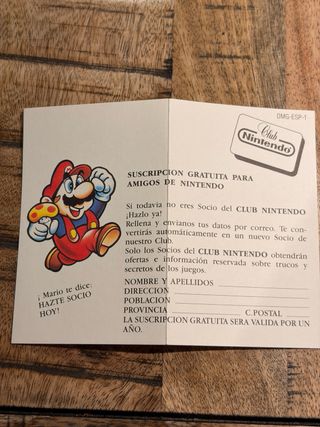 DMG-ESP-1
Club
Nintendo
SUSCRIPCION GRATUITA PARA
AMIGOS DE NINTENDO
Sí todavia no eres Socio del CLUB NINTENDO
¡Hazlo ya!
Rellena y envianos tus datos por correo. Te con-
vertirás automáticamente en un nuevo Socio de
nuestro Club.
Solo los Socios del CLUB NINTENDO obtendrán
ofertas e información reservada sobre trucos y
secretos de los juegos.
NOMBRE Y APELLIDOS
DIRECCION
POBLACION
PROVINCIA C.POSTAL
LA SUSCRIPCION GRATUITA SERA VALIDA POR UN
AÑO.
¡ Mario te dice:
HAZTE SOCIO
HOY!